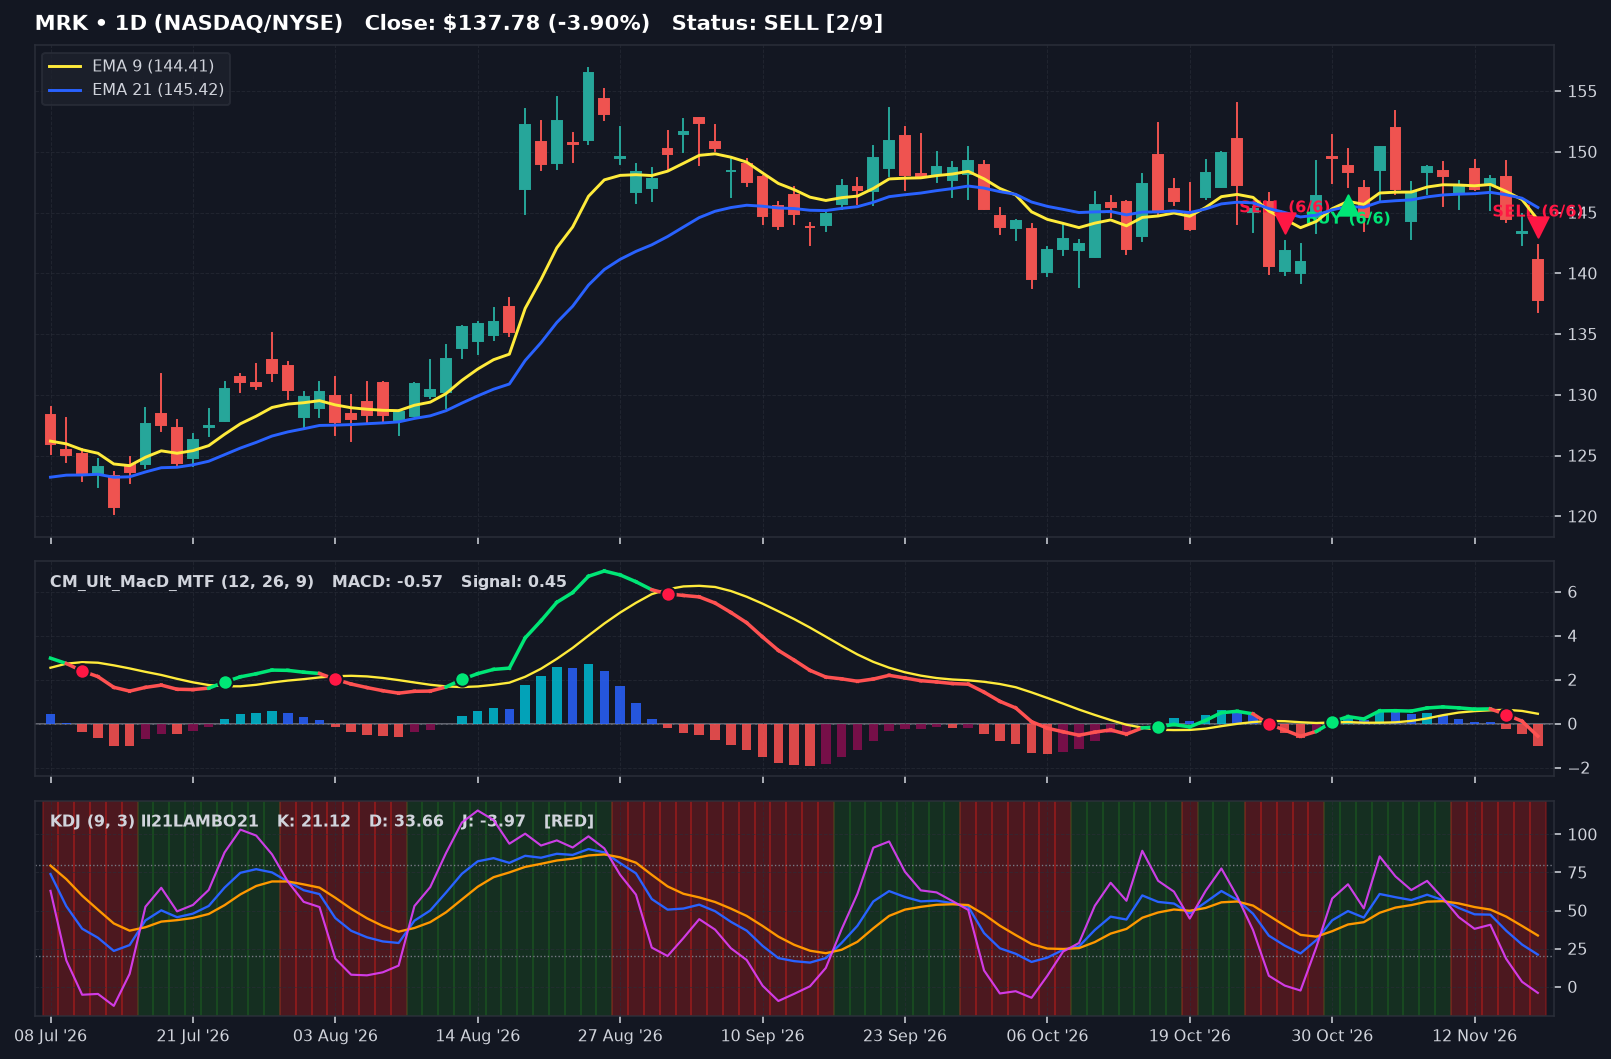 MRK • 1D (NASDAQ/NYSE)   Close: $137.78 (-3.90%)   Status: SELL [2/9]
EMA 9 (144.41)
EMA 21 (145.42)
155
150
145
140
135
130
125
120
SELL (6/6)
BUY (6/6)
SELL (6/6)
CM_Ult_MacD_MTF (12, 26, 9)   MACD: -0.57   Signal: 0.45
6
4
2
0
−2
KDJ (9, 3) II21LAMBO21   K: 21.12   D: 33.66   J: -3.97   [RED]
100
75
50
25
0
08 Jul '26
21 Jul '26
03 Aug '26
14 Aug '26
27 Aug '26
10 Sep '26
23 Sep '26
06 Oct '26
19 Oct '26
30 Oct '26
12 Nov '26